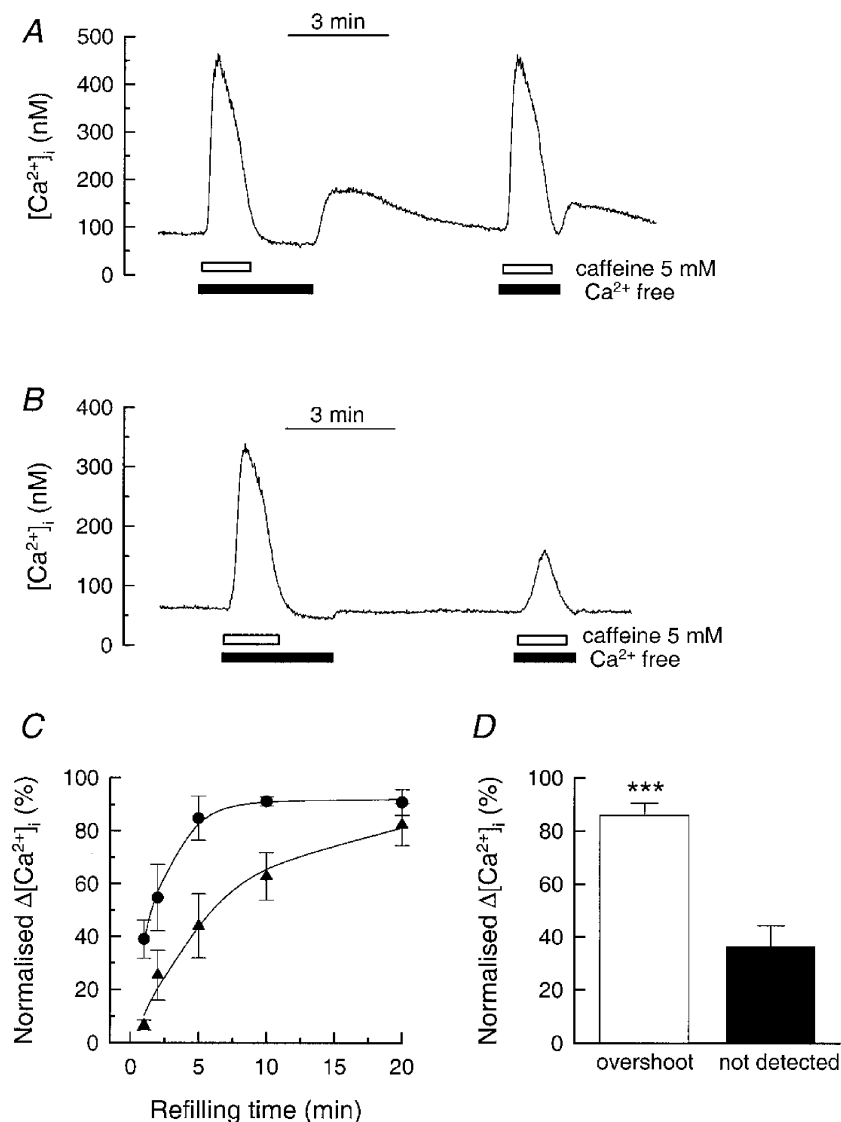 A
3 min
500
400
300
200
100
0
[Ca²⁺]ᵢ (nM)
caffeine 5 mM
Ca²⁺ free
B
3 min
400
300
200
100
0
[Ca²⁺]ᵢ (nM)
caffeine 5 mM
Ca²⁺ free
C
100
80
60
40
20
0
Normalised Δ[Ca²⁺]ᵢ (%)
0 5 10 15 20
Refilling time (min)
D
100
80
60
40
20
0
Normalised Δ[Ca²⁺]ᵢ (%)
***
overshoot not detected